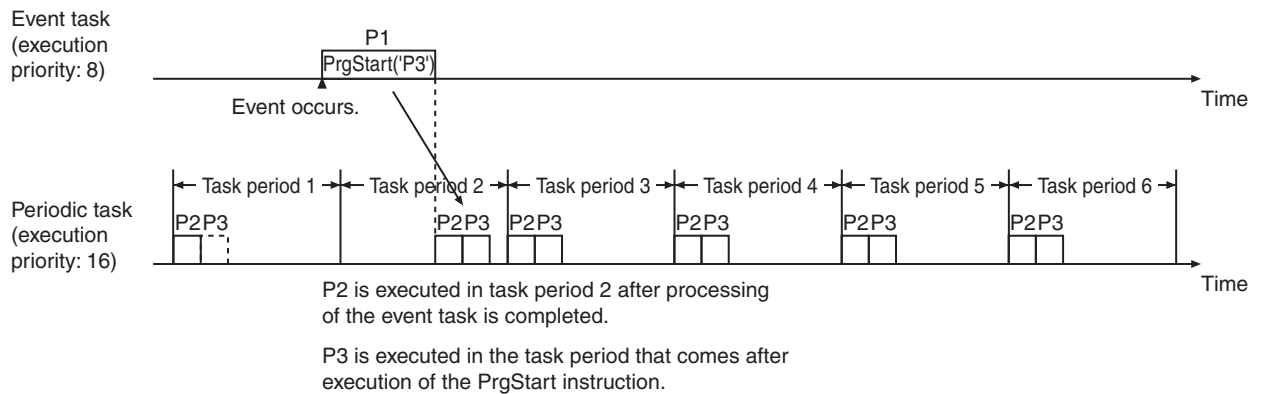 Event task
(execution
priority: 8)
P1
PrgStart('P3')
Event occurs.
Time
Task period 1 Task period 2 Task period 3 Task period 4 Task period 5 Task period 6
Periodic task
(execution
priority: 16)
P2 P3 P2 P3 P2 P3 P2 P3 P2 P3 P2 P3
Time
P2 is executed in task period 2 after processing
of the event task is completed.
P3 is executed in the task period that comes after
execution of the PrgStart instruction.